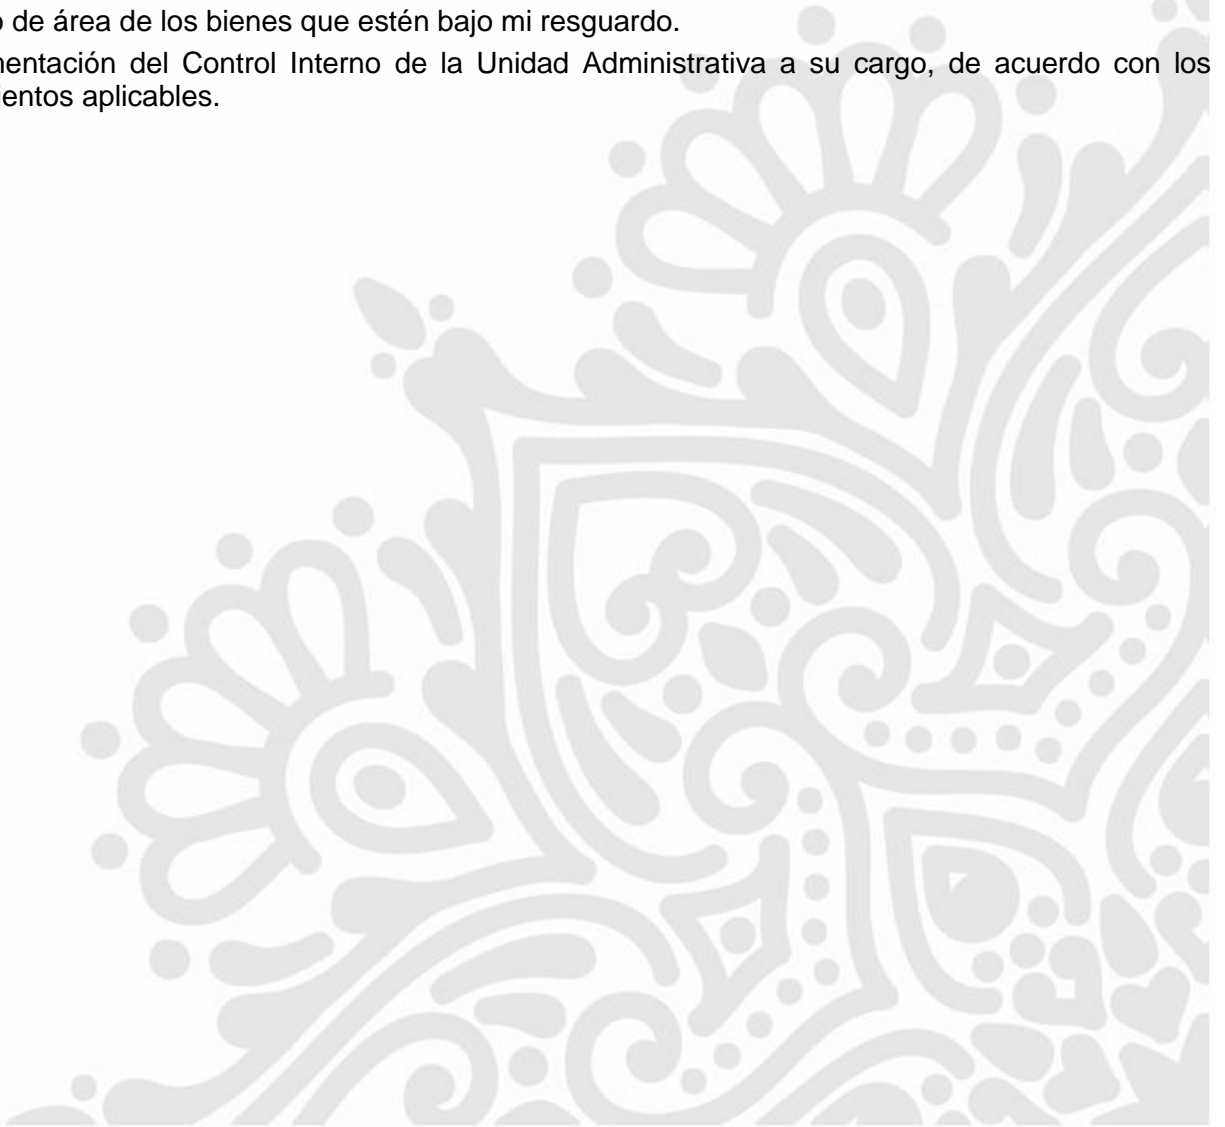 o de área de los bienes que estén bajo mi resguardo.
nentación del Control Interno de la Unidad Administrativa a su cargo, de acuerdo con los
ientos aplicables.